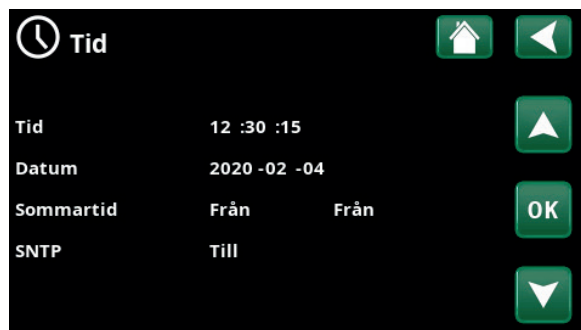 Tid
Tid 12 :30 :15
Datum 2020 -02 -04
Sommartid Från Från
OK
SNTP Till